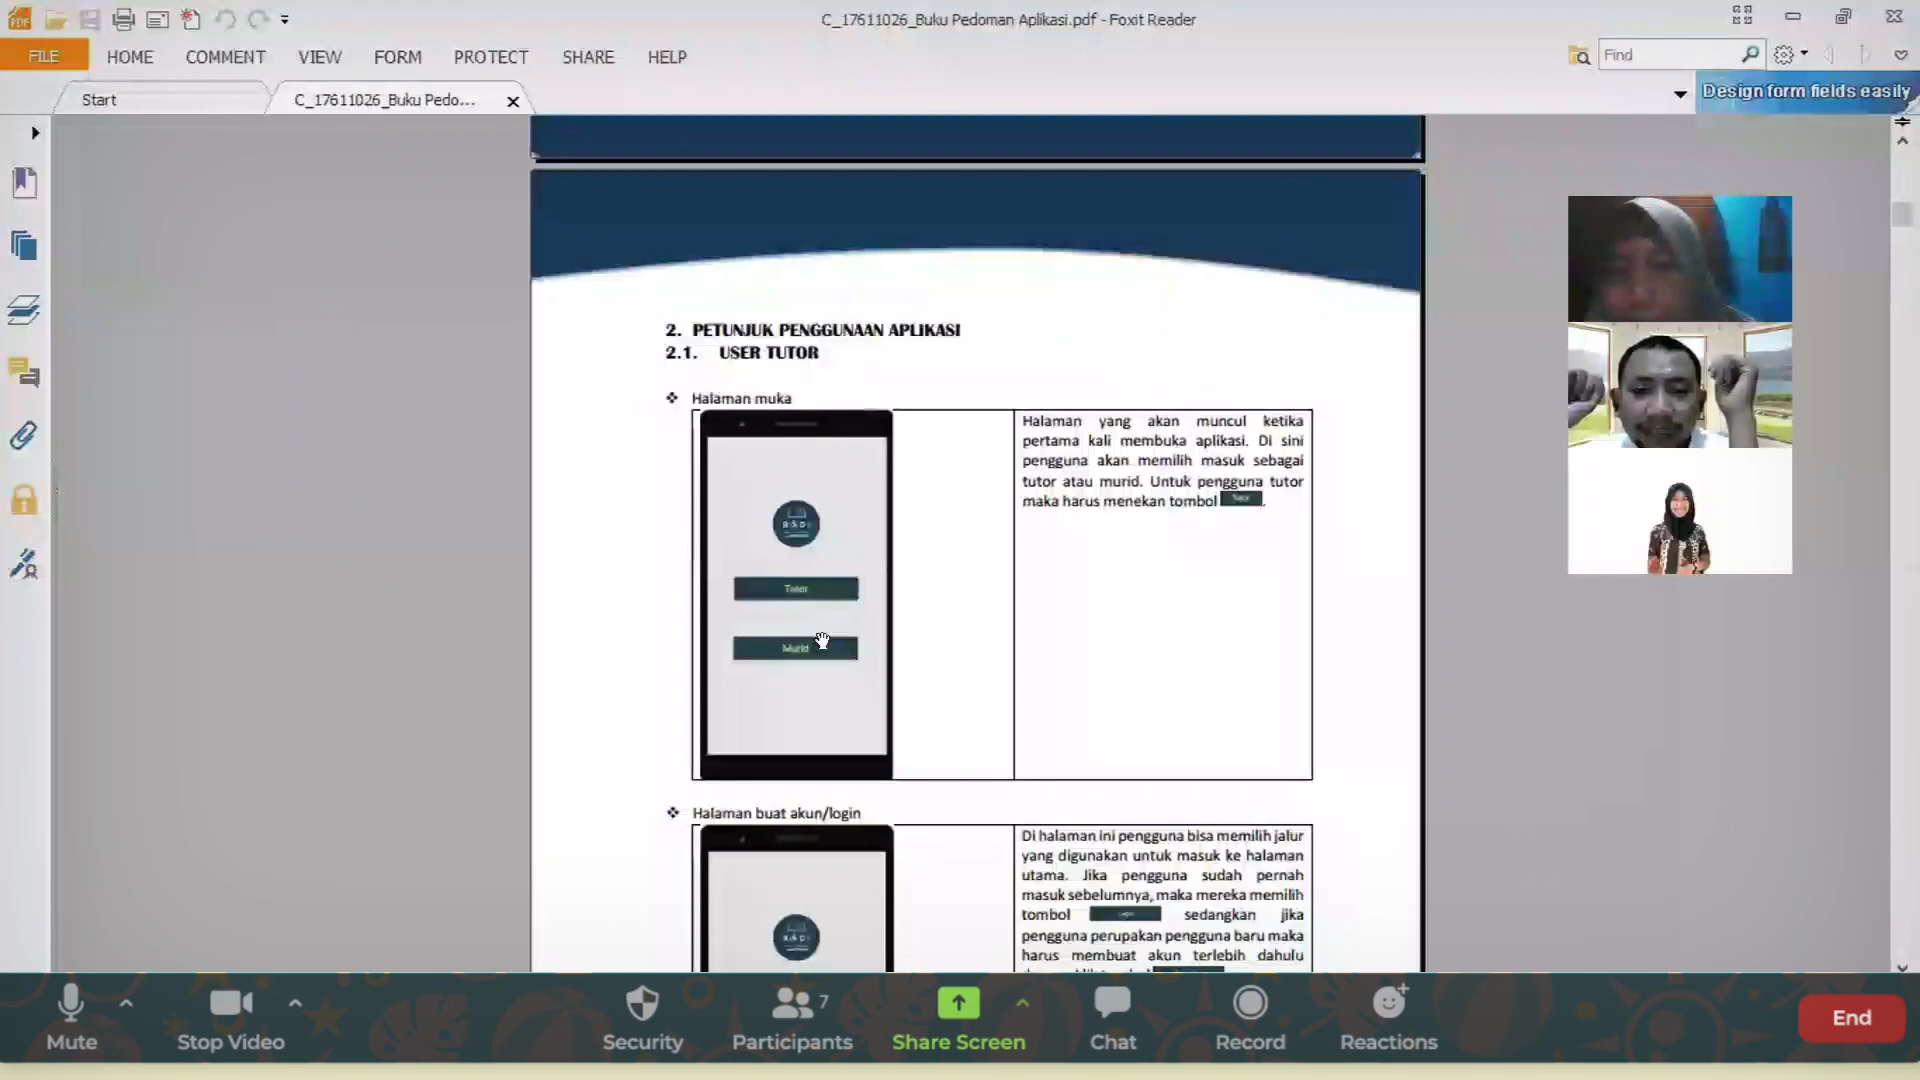 C_17611026_Buku Pedoman Aplikasi.pdf - Foxit Reader
FILE HOME COMMENT VIEW FORM PROTECT SHARE HELP
Find
Start
C_17611026_Buku Pedo...
Design form fields easily
2. PETUNJUK PENGGUNAAN APLIKASI
2.1. USER TUTOR
Halaman muka
Tutor
Murid
Halaman yang akan muncul ketika
pertama kali membuka aplikasi. Di sini
pengguna akan memilih masuk sebagai
tutor atau murid. Untuk pengguna tutor
maka harus menekan tombol Tutor.
Halaman buat akun/login
Di halaman ini pengguna bisa memilih jalur
yang digunakan untuk masuk ke halaman
utama. Jika pengguna sudah pernah
masuk sebelumnya, maka mereka memilih
tombol sedangkan jika
pengguna perupakan pengguna baru maka
harus membuat akun terlebih dahulu
Mute
Stop Video
Security
7
Participants
Share Screen
Chat
Record
Reactions
End